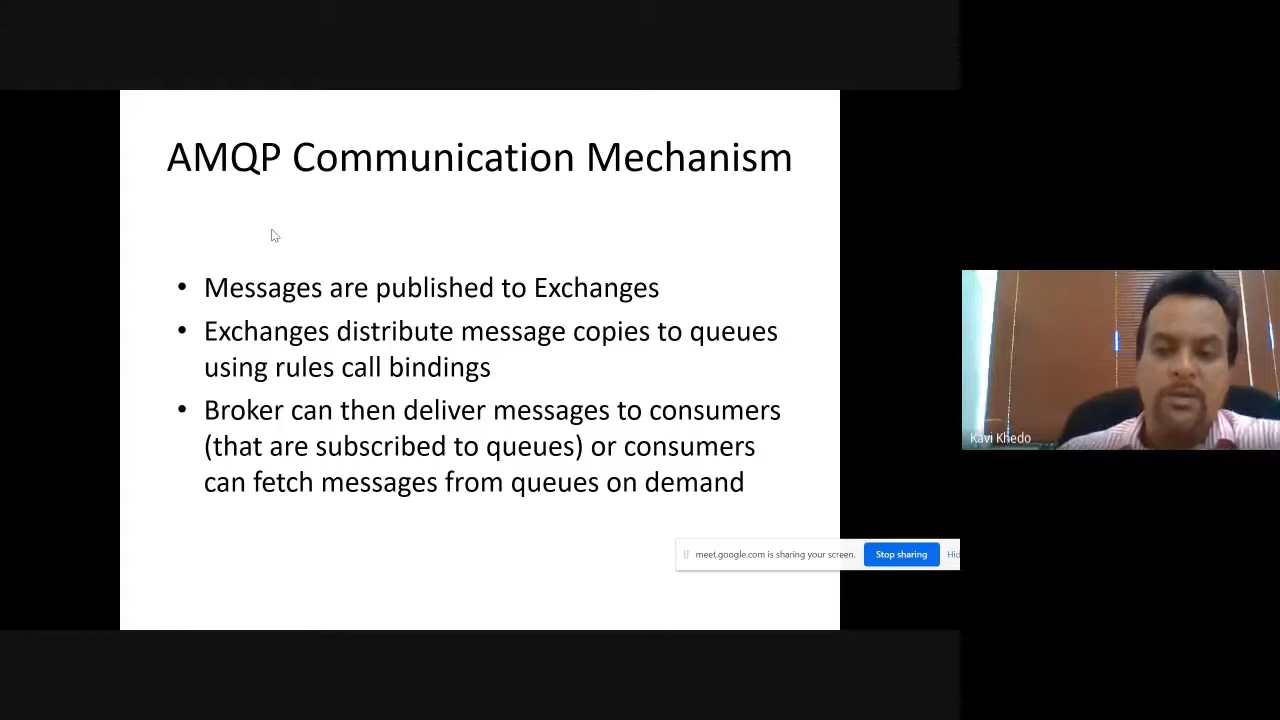 AMQP Communication Mechanism
• Messages are published to Exchanges
• Exchanges distribute message copies to queues
using rules call bindings
• Broker can then deliver messages to consumers
(that are subscribed to queues) or consumers
can fetch messages from queues on demand
Kavi Khedo
meet.google.com is sharing your screen.
Stop sharing
Hid